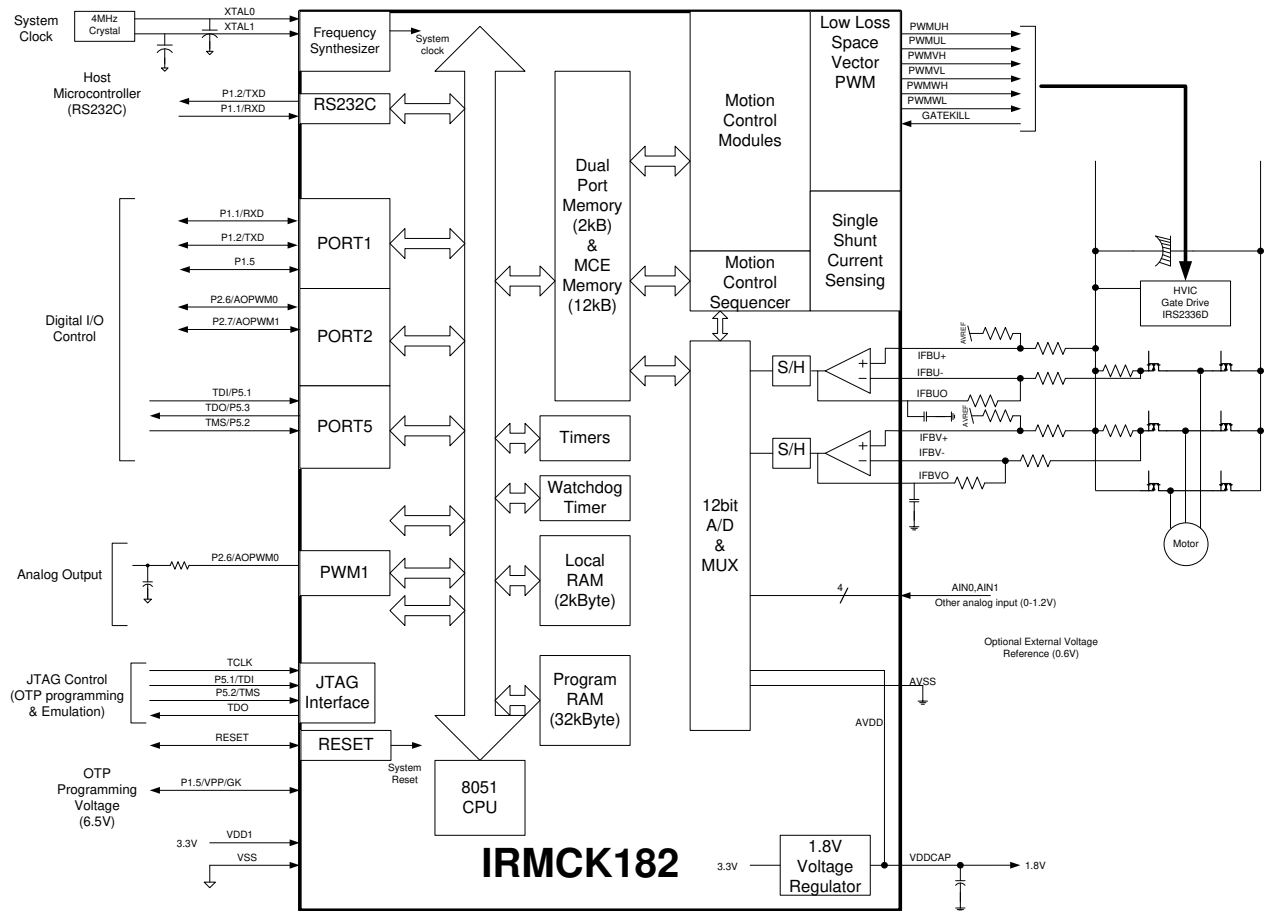 System
Clock
4MHz
Crystal
XTAL0
XTAL1
Frequency
Synthesizer
System
clock
Host
Microcontroller
(RS232C)
P1.2/TXD
P1.1/RXD
RS232C
Digital I/O
Control
P1.1/RXD
P1.2/TXD
P1.5
PORT1
P2.6/AOPWM0
P2.7/AOPWM1
PORT2
TDI/P5.1
TDO/P5.3
TMS/P5.2
PORT5
Analog Output
P2.6/AOPWM0
PWM1
JTAG Control
(OTP programming
& Emulation)
TCLK
P5.1/TDI
P5.2/TMS
TDO
JTAG
Interface
RESET
RESET
System
Reset
OTP
Programming
Voltage
(6.5V)
P1.5/VPP/GK
3.3V
VDD1
VSS
8051
CPU
Dual
Port
Memory
(2kB)
&
MCE
Memory
(12kB)
Timers
Watchdog
Timer
Local
RAM
(2kByte)
Program
RAM
(32kByte)
Motion
Control
Modules
Motion
Control
Sequencer
Low Loss
Space
Vector
PWM
Single
Shunt
Current
Sensing
12bit
A/D
&
MUX
S/H
S/H
+
−
+
−
PWMUH
PWMUL
PWMVH
PWMVL
PWMWH
PWMWL
GATEKILL
HVIC
Gate Drive
IRS2336D
AVREF
IFBU+
IFBU-
IFBUO
AVREF
IFBV+
IFBV-
IFBVO
Motor
4
AIN0,AIN1
Other analog input (0-1.2V)
Optional External Voltage
Reference (0.6V)
AVSS
AVDD
IRMCK182
3.3V
1.8V
Voltage
Regulator
VDDCAP
1.8V